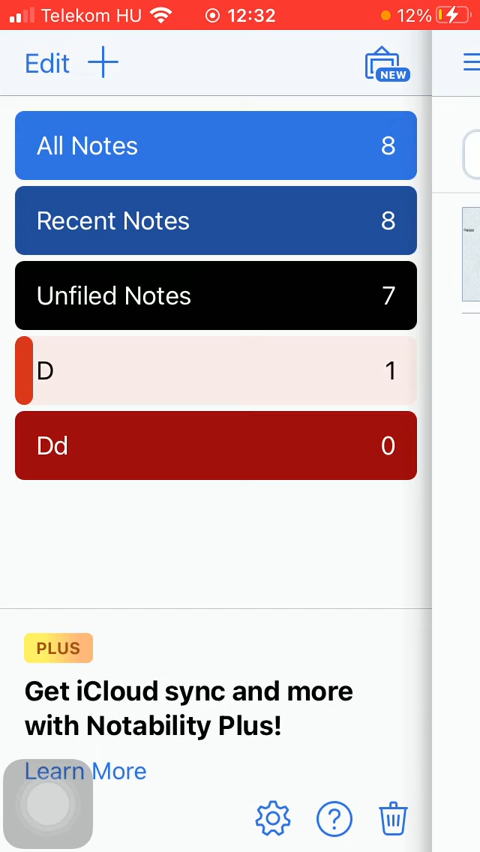 Telekom HU 12:32 12%
Edit
NEW
All Notes 8
Recent Notes 8
Unfiled Notes 7
D 1
Dd 0
PLUS
Get iCloud sync and more
with Notability Plus!
Learn More
?